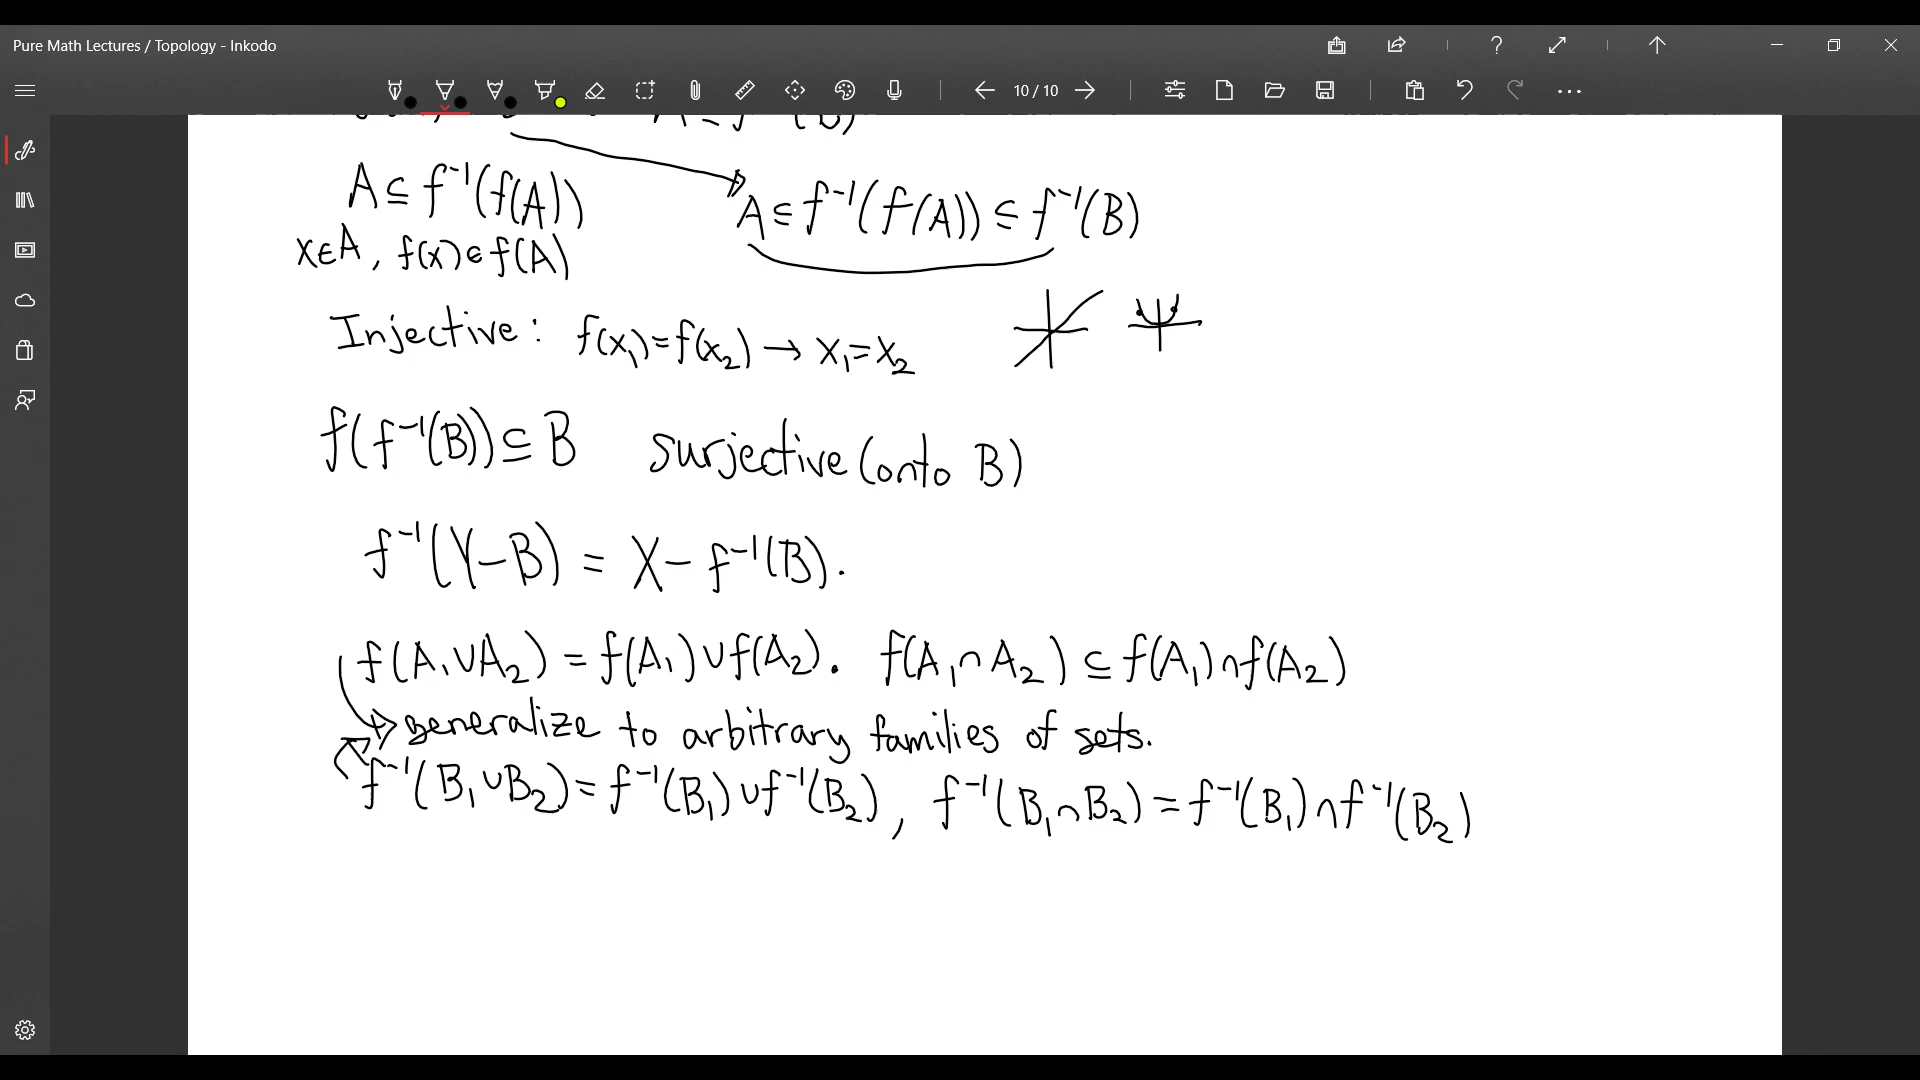 Pure Math Lectures / Topology - Inkodo
10 / 10
A ⊆ f⁻¹(f(A))
A ⊆ f⁻¹(f(A)) ⊆ f⁻¹(B)
x∈A, f(x)∈f(A)
Injective: f(x₁)=f(x₂) → x₁=x₂
f(f⁻¹(B)) ⊆ B surjective (onto B)
f⁻¹(Y−B) = X − f⁻¹(B).
f(A₁∪A₂) = f(A₁)∪f(A₂). f(A₁∩A₂) ⊆ f(A₁)∩f(A₂)
generalize to arbitrary families of sets.
f⁻¹(B₁∪B₂) = f⁻¹(B₁)∪f⁻¹(B₂), f⁻¹(B₁∩B₂) = f⁻¹(B₁)∩f⁻¹(B₂)